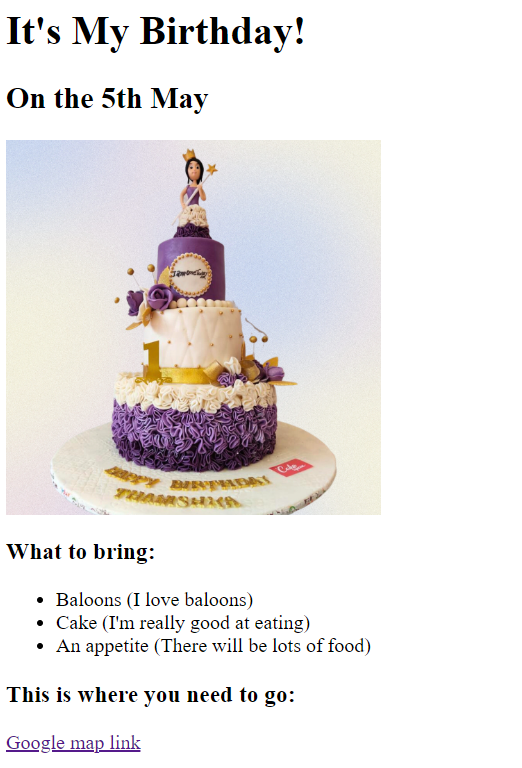 It's My Birthday!
On the 5th May
1
HAPPY BIRTHDAY
Cake
What to bring:
Baloons (I love baloons)
Cake (I'm really good at eating)
An appetite (There will be lots of food)
This is where you need to go:
Google map link